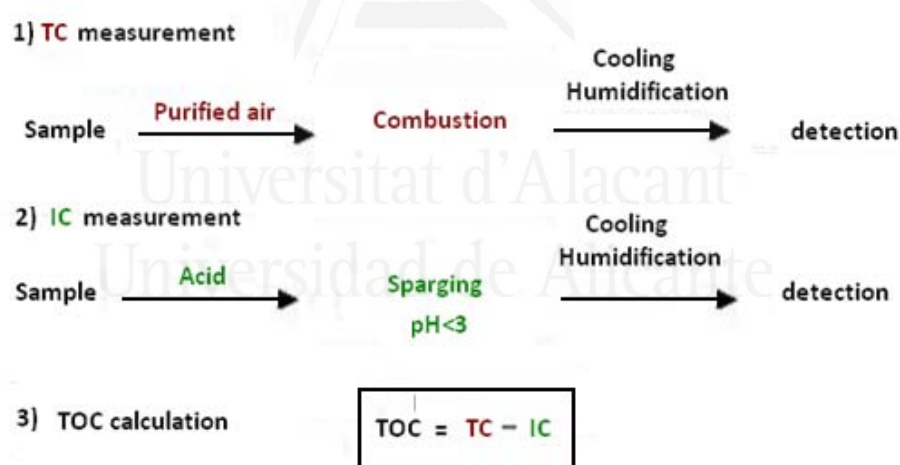 1) TC measurement
Cooling
Humidification
Sample
Purified air
Combustion
detection
Universitat d'Alacant
2) IC measurement
Cooling
Humidification
Universidad de Alicante
Sample
Acid
Sparging
pH<3
detection
3) TOC calculation
TOC = TC – IC